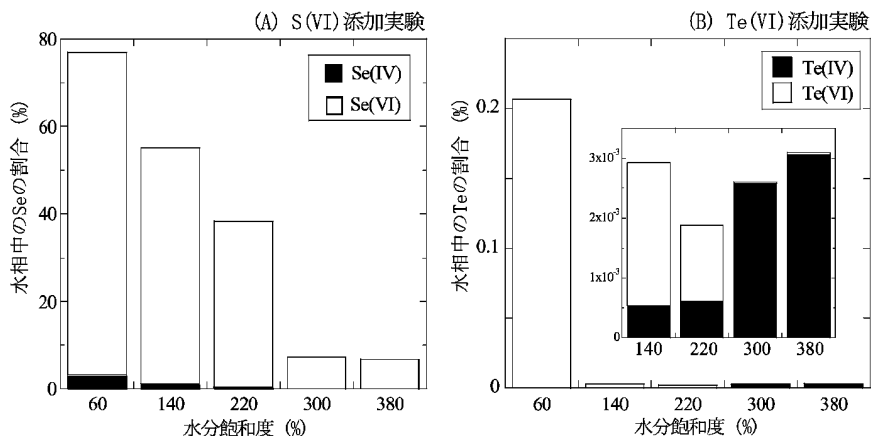 (A) S(VI)添加実験
80
60
40
20
0
水相中のSeの割合 (%)
Se(IV)
Se(VI)
60 140 220 300 380
水分飽和度 (%)
(B) Te(VI)添加実験
0.2
0.1
0
水相中のTeの割合 (%)
Te(IV)
Te(VI)
3x10⁻³
2x10⁻³
1x10⁻³
0
140 220 300 380
60 140 220 300 380
水分飽和度 (%)